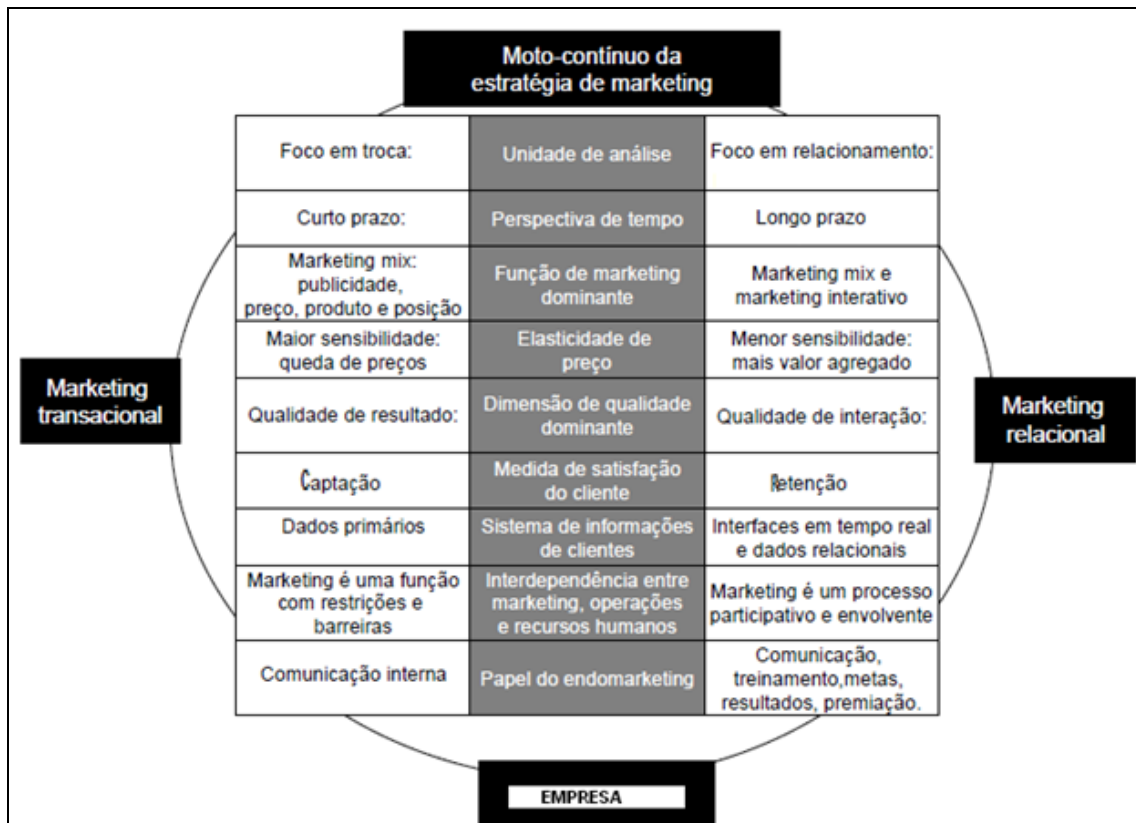 Moto-contínuo da
estratégia de marketing
Foco em troca:
Unidade de análise
Foco em relacionamento:
Curto prazo:
Perspectiva de tempo
Longo prazo
Marketing mix:
publicidade,
preço, produto e posição
Função de marketing
dominante
Marketing mix e
marketing interativo
Maior sensibilidade:
queda de preços
Elasticidade de
preço
Menor sensibilidade:
mais valor agregado
Marketing
transacional
Qualidade de resultado:
Dimensão de qualidade
dominante
Qualidade de interação:
Marketing
relacional
Captação
Medida de satisfação
do cliente
Retenção
Dados primários
Sistema de informações
de clientes
Interfaces em tempo real
e dados relacionais
Marketing é uma função
com restrições e
barreiras
Interdependência entre
marketing, operações
e recursos humanos
Marketing é um processo
participativo e envolvente
Comunicação interna
Papel do endomarketing
Comunicação,
treinamento,metas,
resultados, premiação.
EMPRESA